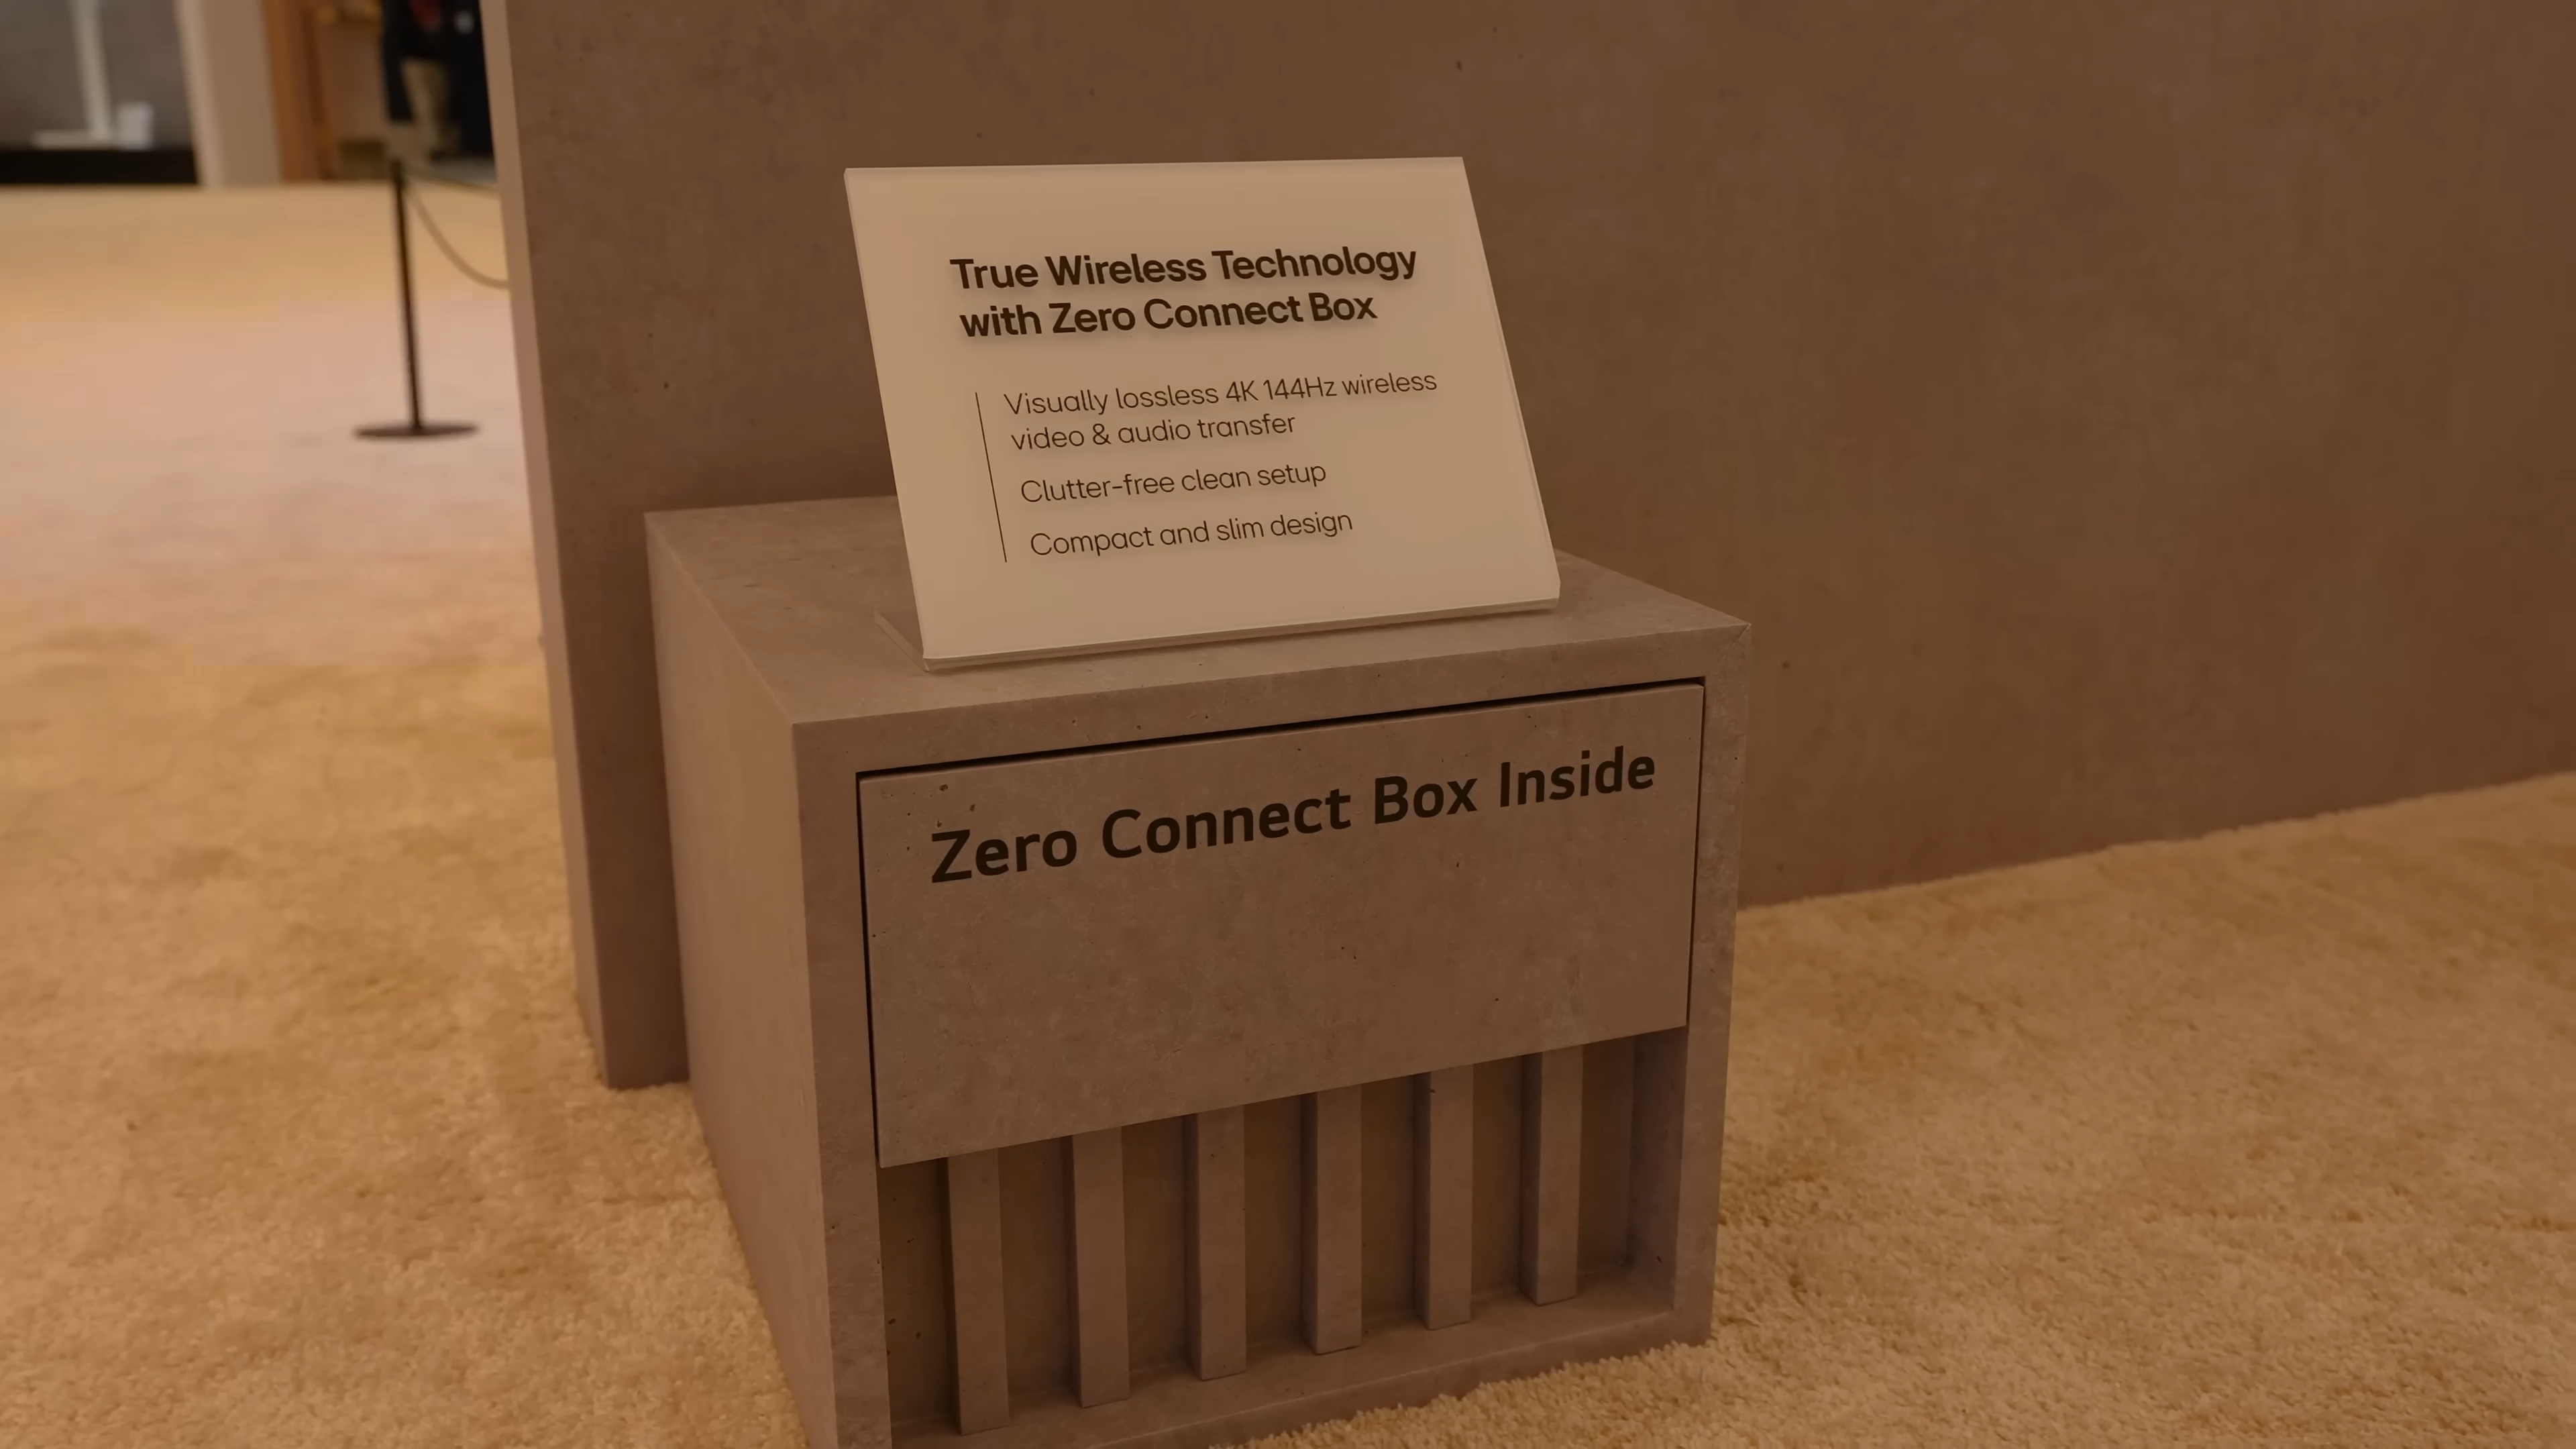 True Wireless Technology
with Zero Connect Box
Visually lossless 4K 144Hz wireless
video & audio transfer
Clutter-free clean setup
Compact and slim design
Zero Connect Box Inside